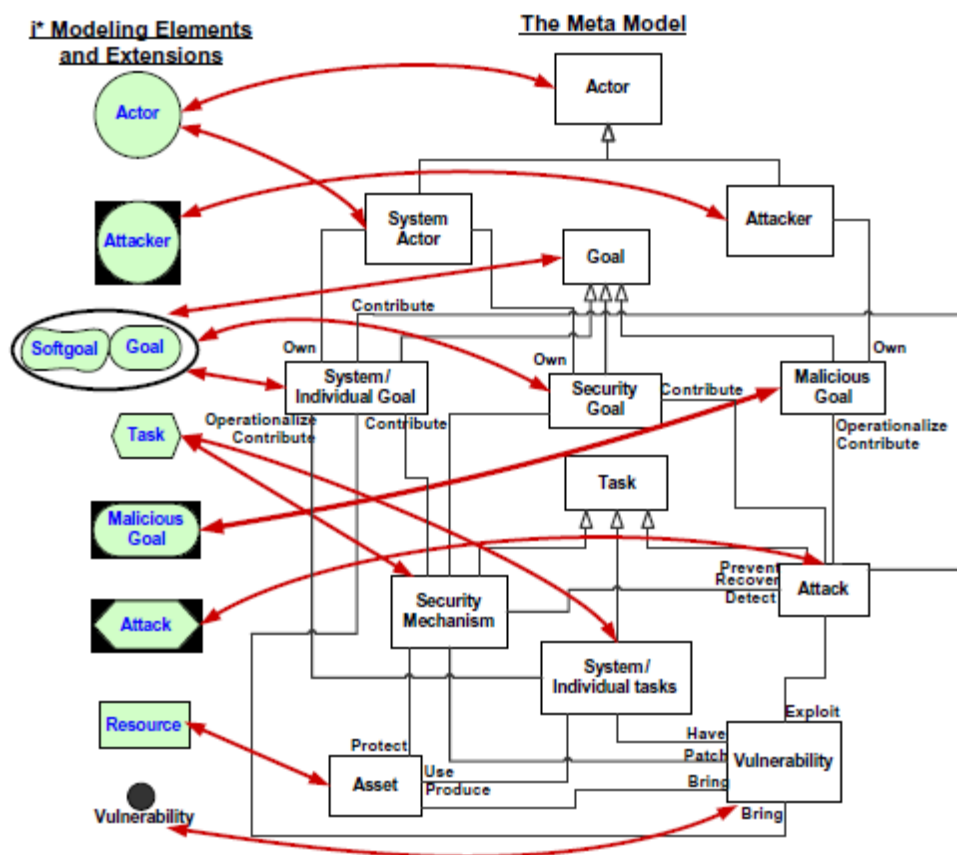 i* Modeling Elements
and Extensions
The Meta Model
Actor
Actor
Attacker
System
Actor
Attacker
Goal
Contribute
Softgoal
Goal
Own
Own
Own
System/
Individual Goal
Security
Goal
Contribute
Malicious
Goal
Operationalize
Contribute
Contribute
Operationalize
Contribute
Task
Task
Malicious
Goal
Prevent
Recover
Detect
Attack
Security
Mechanism
Attack
System/
Individual tasks
Resource
Exploit
Have
Protect
Patch
Vulnerability
Asset
Use
Produce
Bring
Bring
Vulnerability